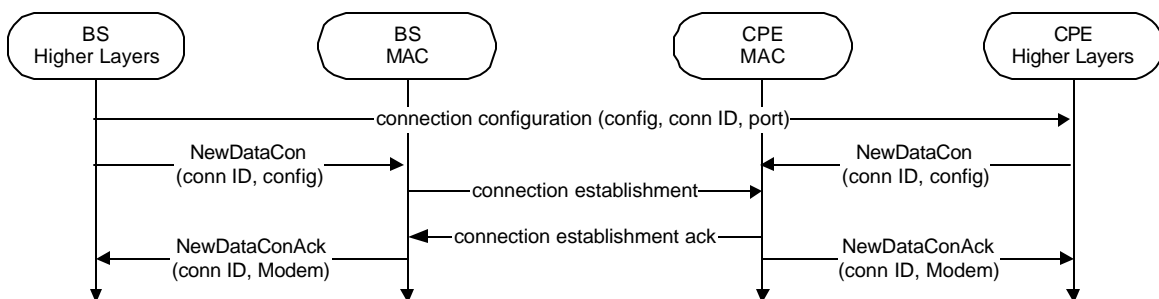 BS
Higher Layers
BS
MAC
CPE
MAC
CPE
Higher Layers
connection configuration (config, conn ID, port)
NewDataCon
(conn ID, config)
NewDataCon
(conn ID, config)
connection establishment
connection establishment ack
NewDataConAck
(conn ID, Modem)
NewDataConAck
(conn ID, Modem)